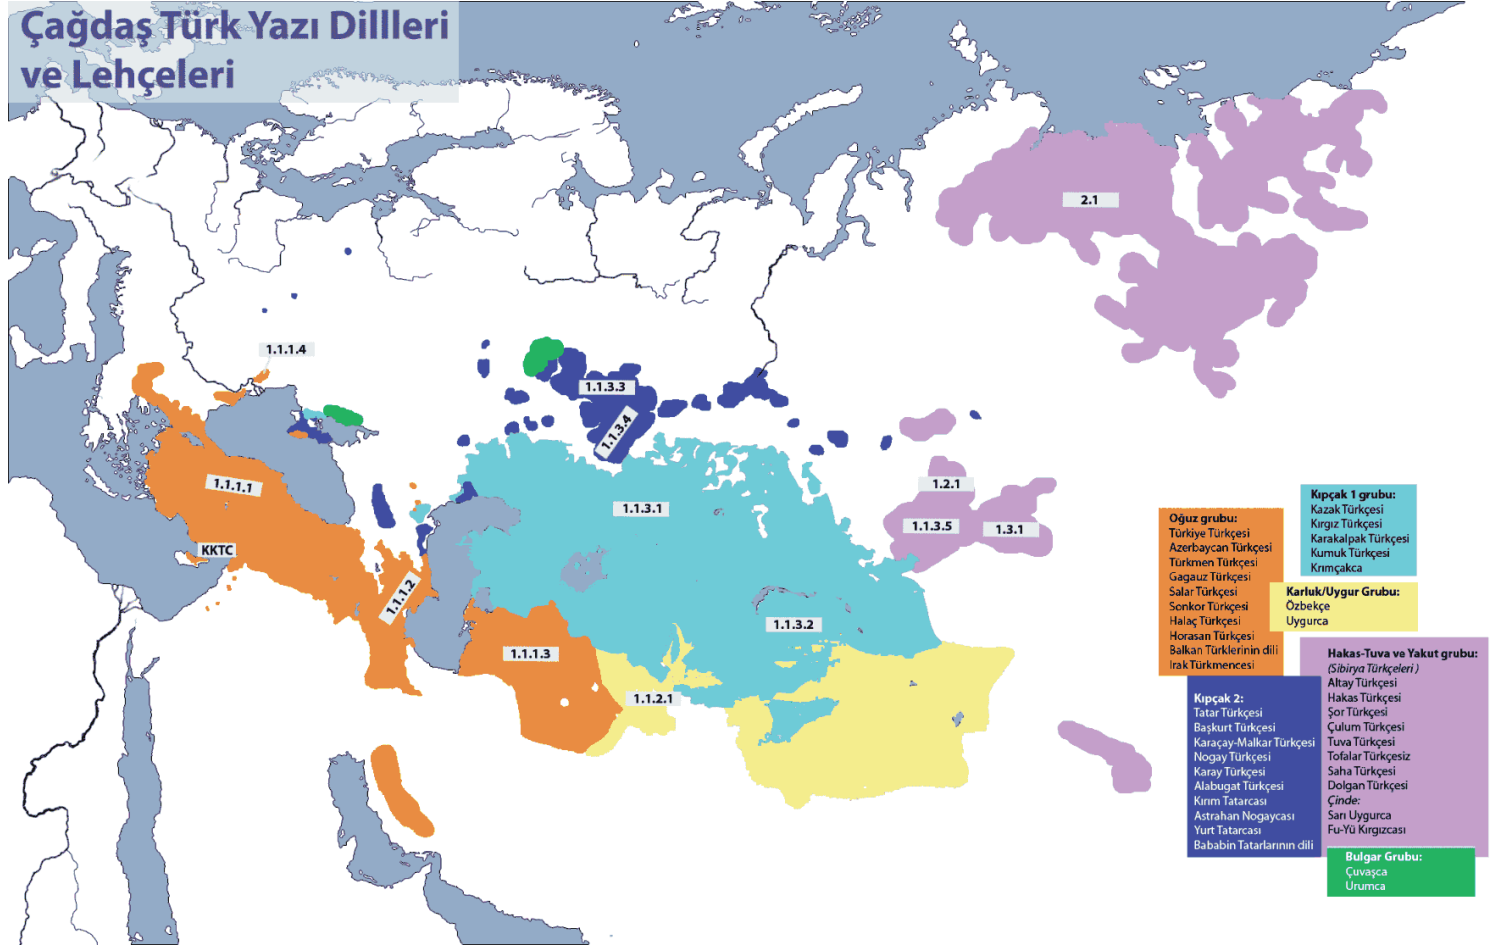 Çağdaş Türk Yazı Dillleri
ve Lehçeleri
2.1
1.1.1.4
1.1.3.3
1.1.3.4
1.1.1.1
1.2.1
1.1.3.1
1.1.3.5
1.3.1
KKTC
1.1.1.2
1.1.3.2
1.1.1.3
1.1.2.1
Oğuz grubu:
Türkiye Türkçesi
Azerbaycan Türkçesi
Türkmen Türkçesi
Gagauz Türkçesi
Salar Türkçesi
Sonkor Türkçesi
Halaç Türkçesi
Horasan Türkçesi
Balkan Türklerinin dili
Irak Türkmencesi
Kıpçak 1 grubu:
Kazak Türkçesi
Kırgız Türkçesi
Karakalpak Türkçesi
Kumuk Türkçesi
Krımçakca
Karluk/Uygur Grubu:
Özbekçe
Uygurca
Hakas-Tuva ve Yakut grubu:
(Sibirya Türkçeleri )
Altay Türkçesi
Hakas Türkçesi
Şor Türkçesi
Çulum Türkçesi
Tuva Türkçesi
Tofalar Türkçesiz
Saha Türkçesi
Dolgan Türkçesi
Çinde:
Sarı Uygurca
Fu-Yü Kırgızcası
Kıpçak 2:
Tatar Türkçesi
Başkurt Türkçesi
Karaçay-Malkar Türkçesi
Nogay Türkçesi
Karay Türkçesi
Alabugat Türkçesi
Kırım Tatarcası
Astrahan Nogaycası
Yurt Tatarcası
Bababin Tatarlarının dili
Bulgar Grubu:
Çuvaşca
Urumca